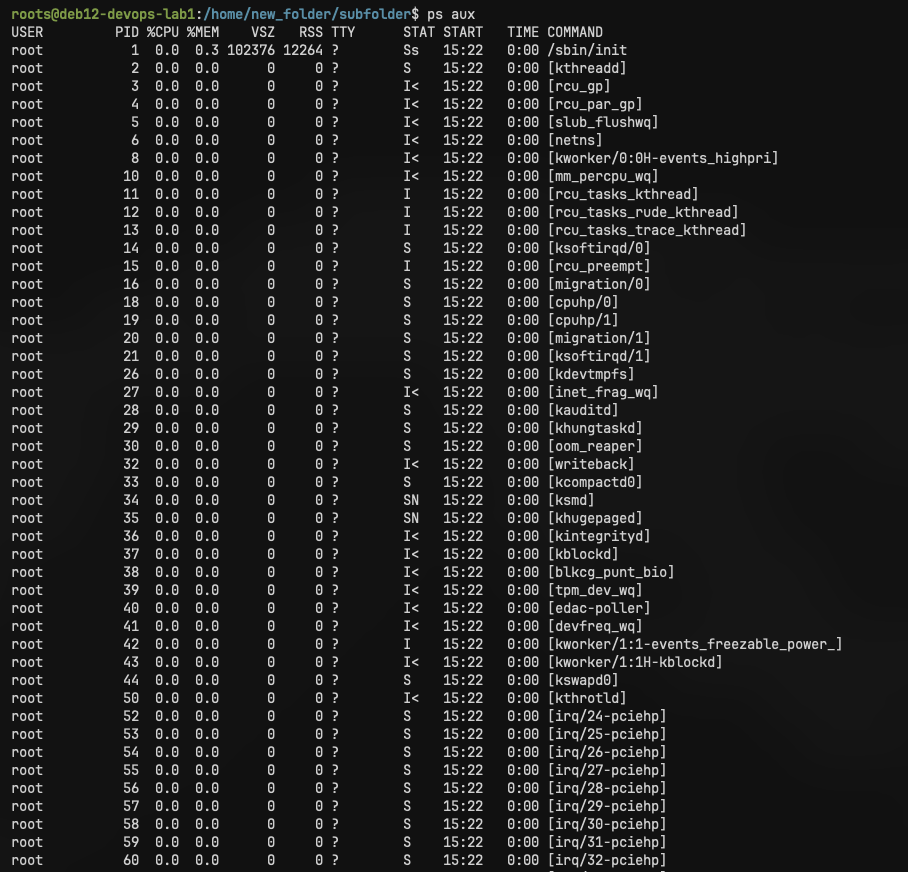 roots@deb12-devops-lab1:/home/new_folder/subfolder$ ps aux
USER         PID %CPU %MEM    VSZ   RSS TTY      STAT START   TIME COMMAND
root           1  0.0  0.3 102376 12264 ?        Ss   15:22   0:00 /sbin/init
root           2  0.0  0.0      0     0 ?        S    15:22   0:00 [kthreadd]
root           3  0.0  0.0      0     0 ?        I<   15:22   0:00 [rcu_gp]
root           4  0.0  0.0      0     0 ?        I<   15:22   0:00 [rcu_par_gp]
root           5  0.0  0.0      0     0 ?        I<   15:22   0:00 [slub_flushwq]
root           6  0.0  0.0      0     0 ?        I<   15:22   0:00 [netns]
root           8  0.0  0.0      0     0 ?        I<   15:22   0:00 [kworker/0:0H-events_highpri]
root          10  0.0  0.0      0     0 ?        I<   15:22   0:00 [mm_percpu_wq]
root          11  0.0  0.0      0     0 ?        I    15:22   0:00 [rcu_tasks_kthread]
root          12  0.0  0.0      0     0 ?        I    15:22   0:00 [rcu_tasks_rude_kthread]
root          13  0.0  0.0      0     0 ?        I    15:22   0:00 [rcu_tasks_trace_kthread]
root          14  0.0  0.0      0     0 ?        S    15:22   0:00 [ksoftirqd/0]
root          15  0.0  0.0      0     0 ?        I    15:22   0:00 [rcu_preempt]
root          16  0.0  0.0      0     0 ?        S    15:22   0:00 [migration/0]
root          18  0.0  0.0      0     0 ?        S    15:22   0:00 [cpuhp/0]
root          19  0.0  0.0      0     0 ?        S    15:22   0:00 [cpuhp/1]
root          20  0.0  0.0      0     0 ?        S    15:22   0:00 [migration/1]
root          21  0.0  0.0      0     0 ?        S    15:22   0:00 [ksoftirqd/1]
root          26  0.0  0.0      0     0 ?        S    15:22   0:00 [kdevtmpfs]
root          27  0.0  0.0      0     0 ?        I<   15:22   0:00 [inet_frag_wq]
root          28  0.0  0.0      0     0 ?        S    15:22   0:00 [kauditd]
root          29  0.0  0.0      0     0 ?        S    15:22   0:00 [khungtaskd]
root          30  0.0  0.0      0     0 ?        S    15:22   0:00 [oom_reaper]
root          32  0.0  0.0      0     0 ?        I<   15:22   0:00 [writeback]
root          33  0.0  0.0      0     0 ?        S    15:22   0:00 [kcompactd0]
root          34  0.0  0.0      0     0 ?        SN   15:22   0:00 [ksmd]
root          35  0.0  0.0      0     0 ?        SN   15:22   0:00 [khugepaged]
root          36  0.0  0.0      0     0 ?        I<   15:22   0:00 [kintegrityd]
root          37  0.0  0.0      0     0 ?        I<   15:22   0:00 [kblockd]
root          38  0.0  0.0      0     0 ?        I<   15:22   0:00 [blkcg_punt_bio]
root          39  0.0  0.0      0     0 ?        I<   15:22   0:00 [tpm_dev_wq]
root          40  0.0  0.0      0     0 ?        I<   15:22   0:00 [edac-poller]
root          41  0.0  0.0      0     0 ?        I<   15:22   0:00 [devfreq_wq]
root          42  0.0  0.0      0     0 ?        I    15:22   0:00 [kworker/1:1-events_freezable_power_]
root          43  0.0  0.0      0     0 ?        I<   15:22   0:00 [kworker/1:1H-kblockd]
root          44  0.0  0.0      0     0 ?        S    15:22   0:00 [kswapd0]
root          50  0.0  0.0      0     0 ?        I<   15:22   0:00 [kthrotld]
root          52  0.0  0.0      0     0 ?        S    15:22   0:00 [irq/24-pciehp]
root          53  0.0  0.0      0     0 ?        S    15:22   0:00 [irq/25-pciehp]
root          54  0.0  0.0      0     0 ?        S    15:22   0:00 [irq/26-pciehp]
root          55  0.0  0.0      0     0 ?        S    15:22   0:00 [irq/27-pciehp]
root          56  0.0  0.0      0     0 ?        S    15:22   0:00 [irq/28-pciehp]
root          57  0.0  0.0      0     0 ?        S    15:22   0:00 [irq/29-pciehp]
root          58  0.0  0.0      0     0 ?        S    15:22   0:00 [irq/30-pciehp]
root          59  0.0  0.0      0     0 ?        S    15:22   0:00 [irq/31-pciehp]
root          60  0.0  0.0      0     0 ?        S    15:22   0:00 [irq/32-pciehp]